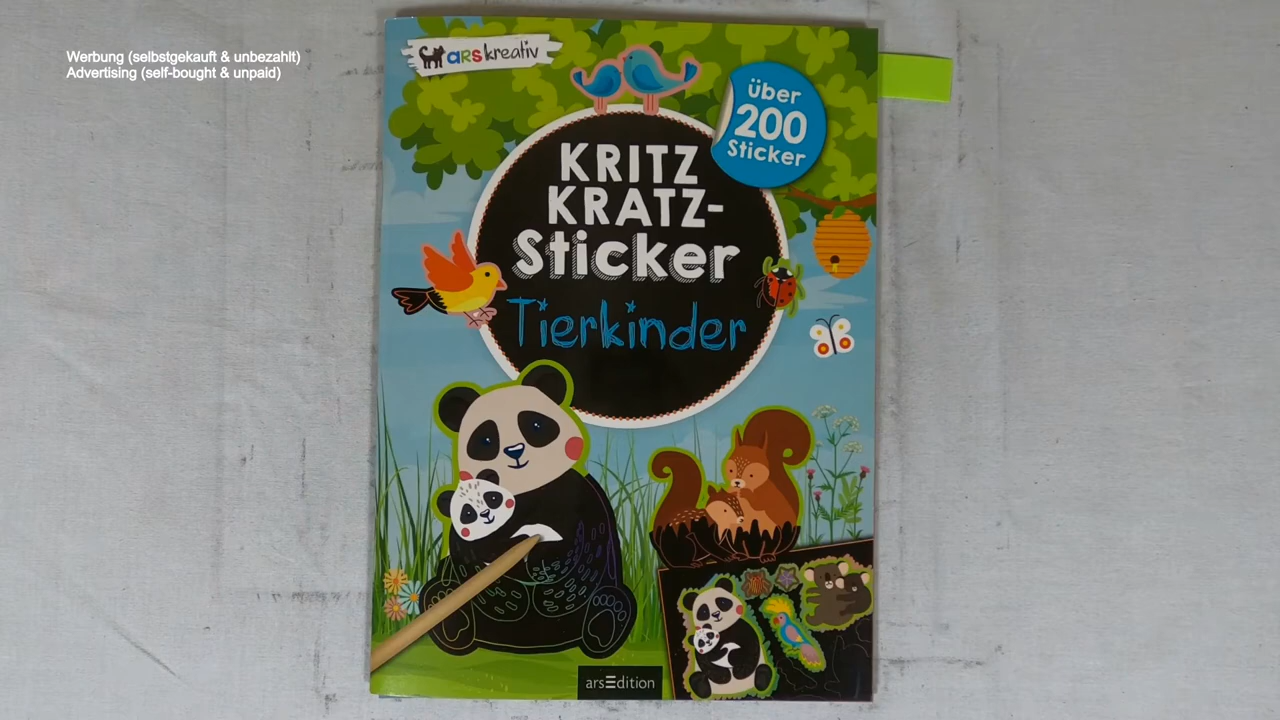 Werbung (selbstgekauft & unbezahlt)
Advertising (self-bought & unpaid)
arskreativ
über
200
Sticker
KRITZ
KRATZ-
Sticker
Tierkinder
arsEdition